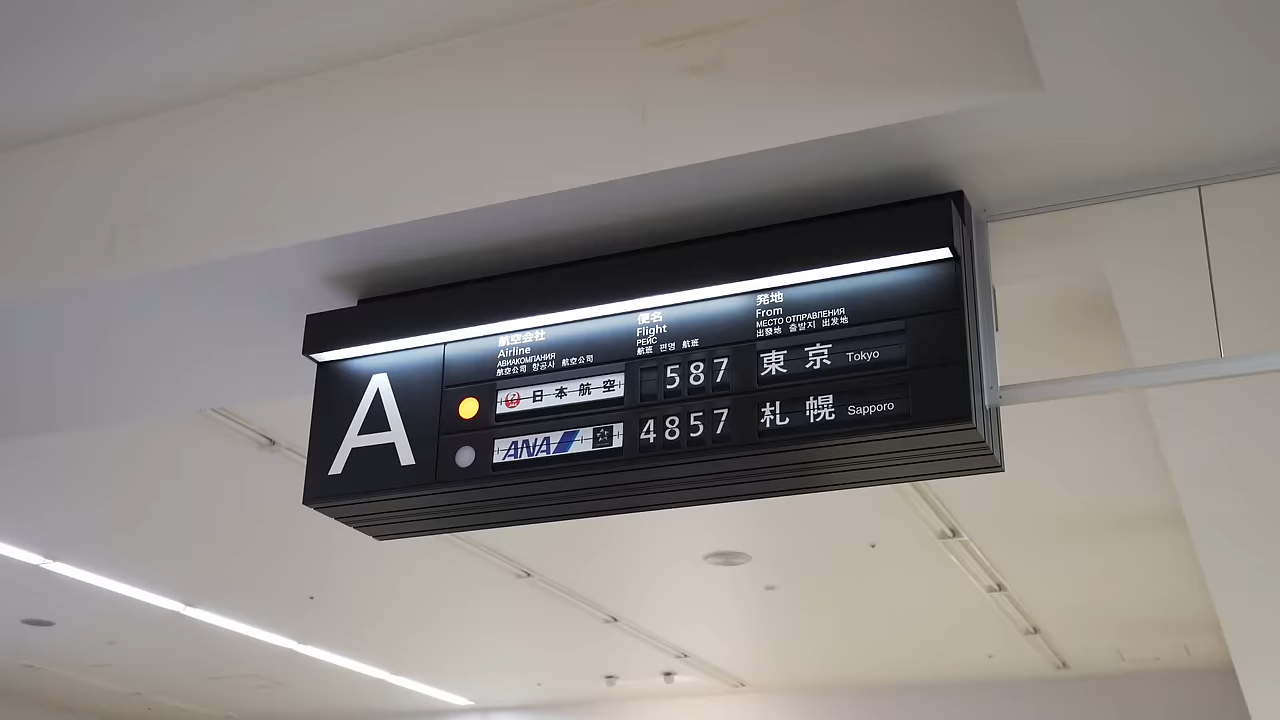 A
航空会社 便名 発地
Airline Flight From
АВИАКОМПАНИЯ РЕЙС МЕСТО ОТПРАВЛЕНИЯ
航空公司 항공사 航空公司 航班 편명 航班 出發地 출발지 出发地
日本航空 587 東京 Tokyo
ANA 4857 札幌 Sapporo